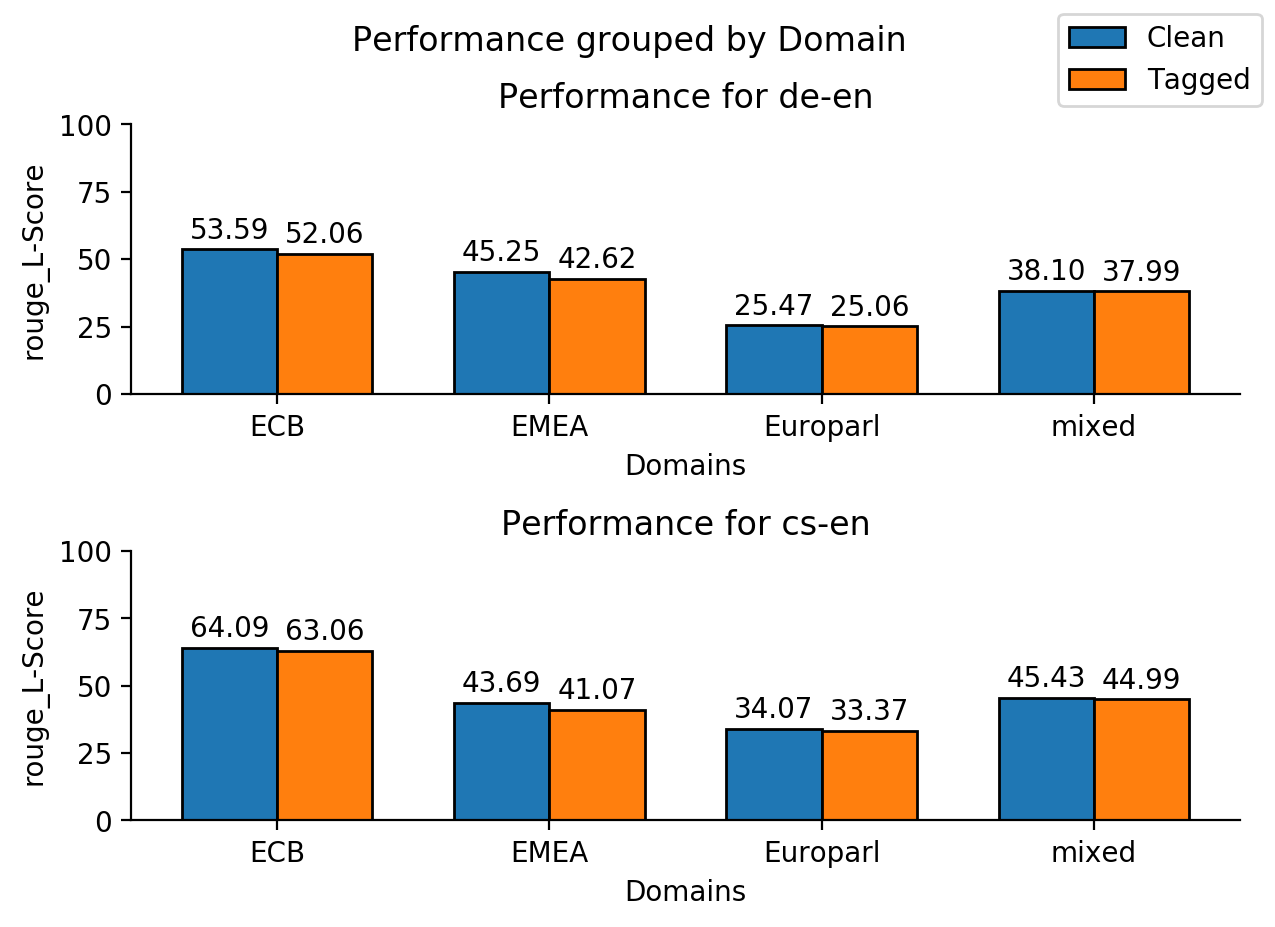 Performance grouped by Domain
Clean
Tagged
Performance for de-en
100
75
50
25
0
rouge_L-Score
53.59 52.06
45.25 42.62
25.47 25.06
38.10 37.99
ECB EMEA Europarl mixed
Domains
Performance for cs-en
100
75
50
25
0
rouge_L-Score
64.09 63.06
43.69 41.07
34.07 33.37
45.43 44.99
ECB EMEA Europarl mixed
Domains